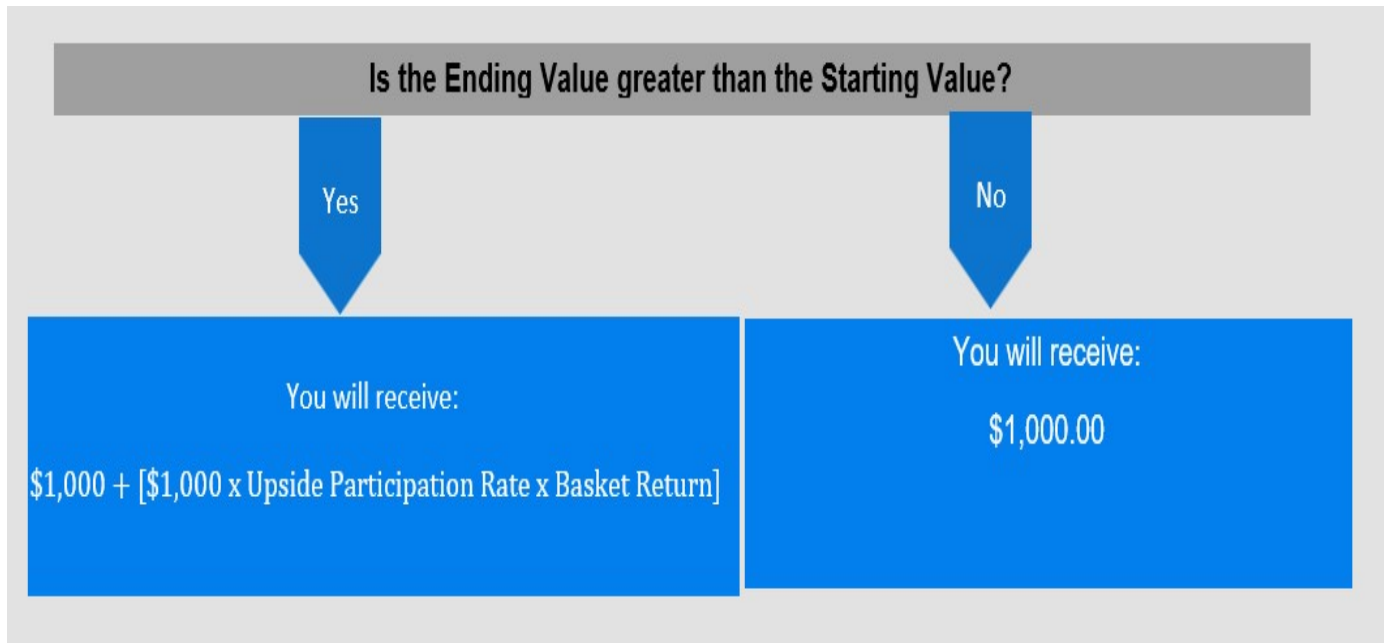 Is the Ending Value greater than the Starting Value?
Yes
No
You will receive:
$1,000 + [$1,000 x Upside Participation Rate x Basket Return]
You will receive:
$1,000.00